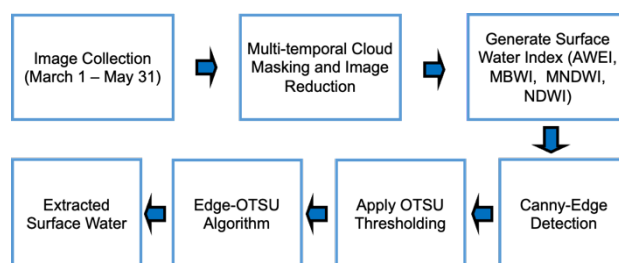 Image Collection
(March 1 – May 31)
Multi-temporal Cloud
Masking and Image
Reduction
Generate Surface
Water Index (AWEI,
MBWI, MNDWI,
NDWI)
Canny-Edge
Detection
Apply OTSU
Thresholding
Edge-OTSU
Algorithm
Extracted
Surface Water